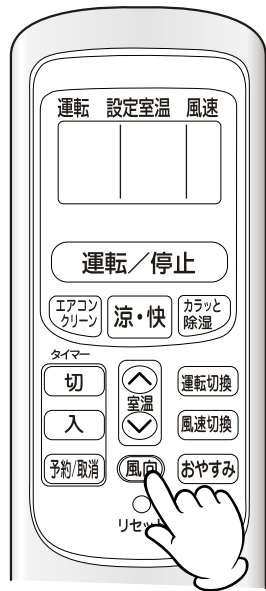 運転 設定室温 風速
運転／停止
エアコン
クリーン
涼・快
カラッと
除湿
タイマー
切
入
予約/取消
室温
運転切換
風速切換
風向
おやすみ
リセット